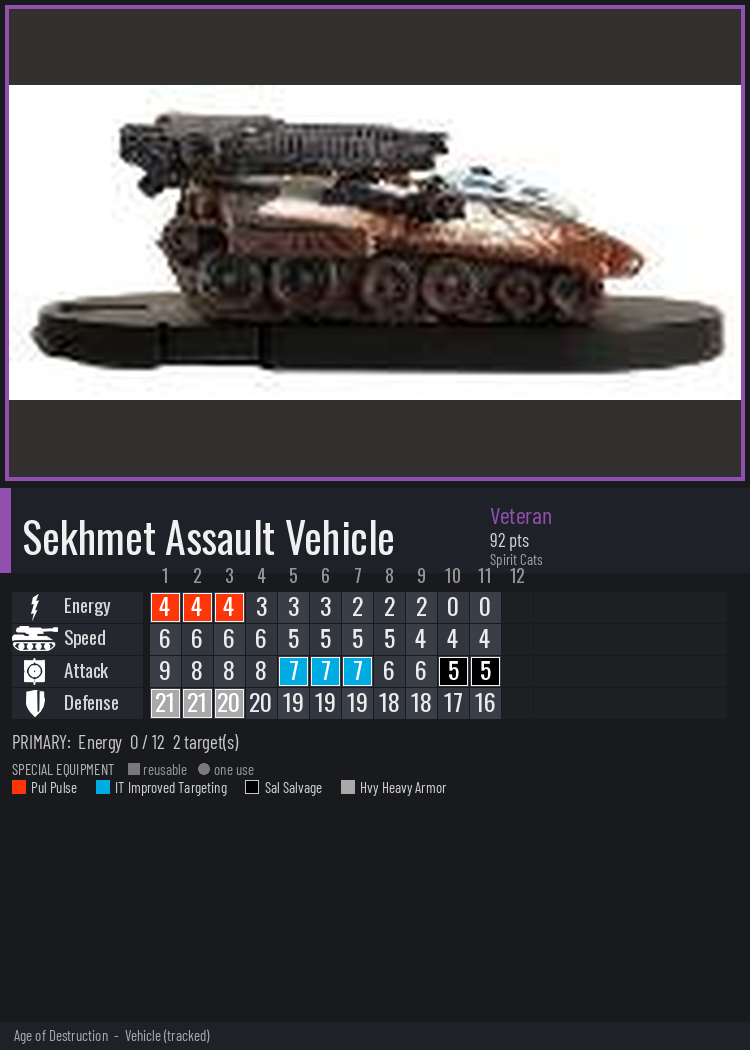 Sekhmet Assault Vehicle
Veteran
92 pts
Spirit Cats
1 2 3 4 5 6 7 8 9 10 11 12
Energy 4 4 4 3 3 3 2 2 2 0 0
Speed 6 6 6 6 5 5 5 5 4 4 4
Attack 9 8 8 8 7 7 7 6 6 5 5
Defense 21 21 20 20 19 19 19 18 18 17 16
PRIMARY: Energy 0 / 12 2 target(s)
SPECIAL EQUIPMENT reusable one use
Pul Pulse IT Improved Targeting Sal Salvage Hvy Heavy Armor
Age of Destruction - Vehicle (tracked)